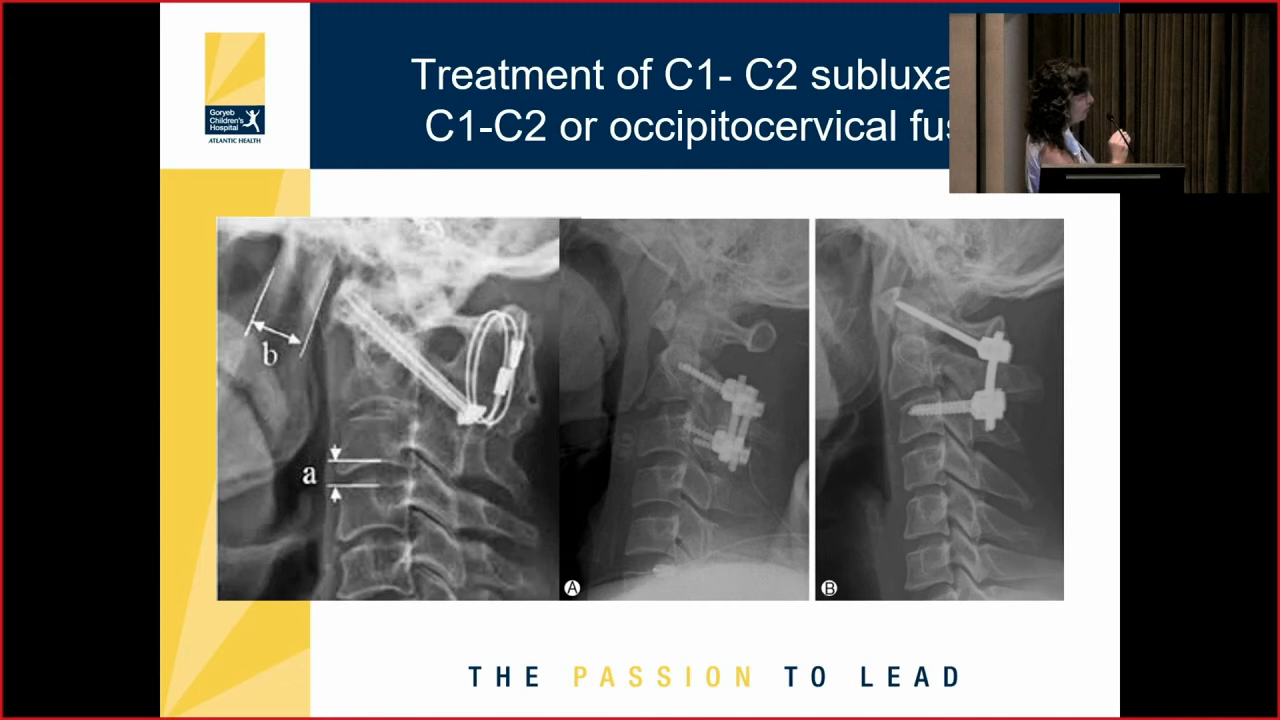 Treatment of C1- C2 subluxa
C1-C2 or occipitocervical fus
Goryeb
Children's
Hospital
ATLANTIC HEALTH
b
a
A
B
THE PASSION TO LEAD